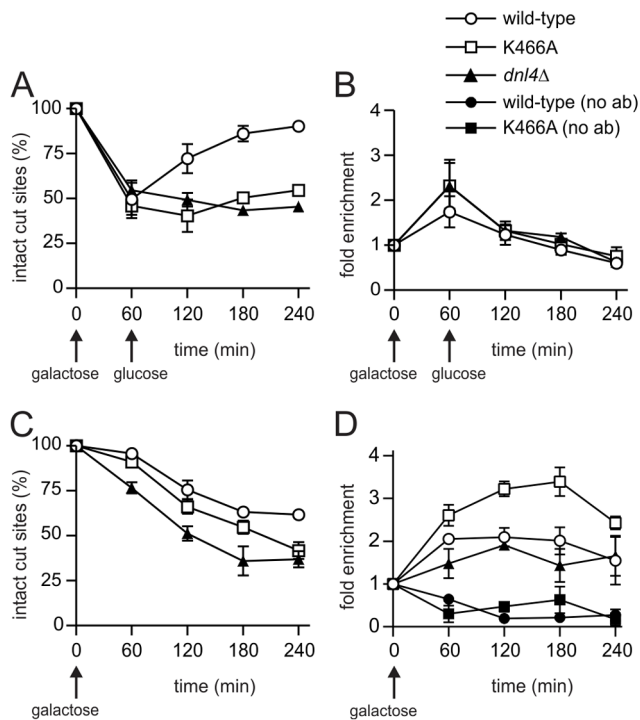 wild-type
K466A
dnl4Δ
wild-type (no ab)
K466A (no ab)
A
100
75
50
25
0
intact cut sites (%)
0 60 120 180 240
time (min)
galactose glucose
B
4
3
2
1
0
fold enrichment
0 60 120 180 240
time (min)
galactose glucose
C
100
75
50
25
0
intact cut sites (%)
0 60 120 180 240
time (min)
galactose
D
4
3
2
1
0
fold enrichment
0 60 120 180 240
time (min)
galactose